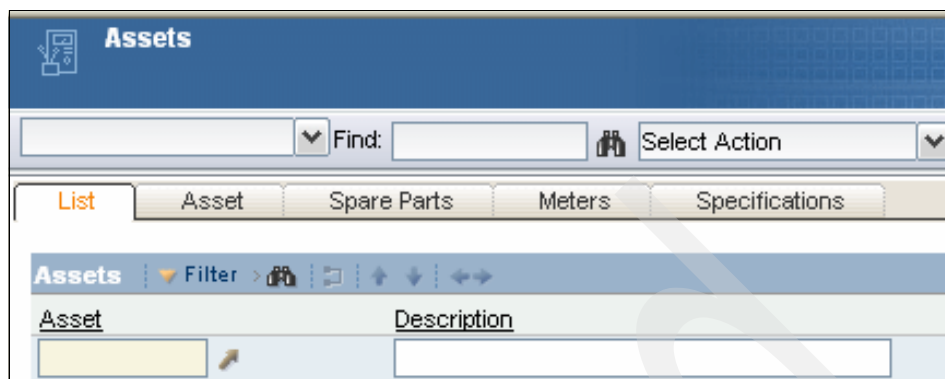 Assets
Find: Select Action
List Asset Spare Parts Meters Specifications
Assets Filter
Asset Description